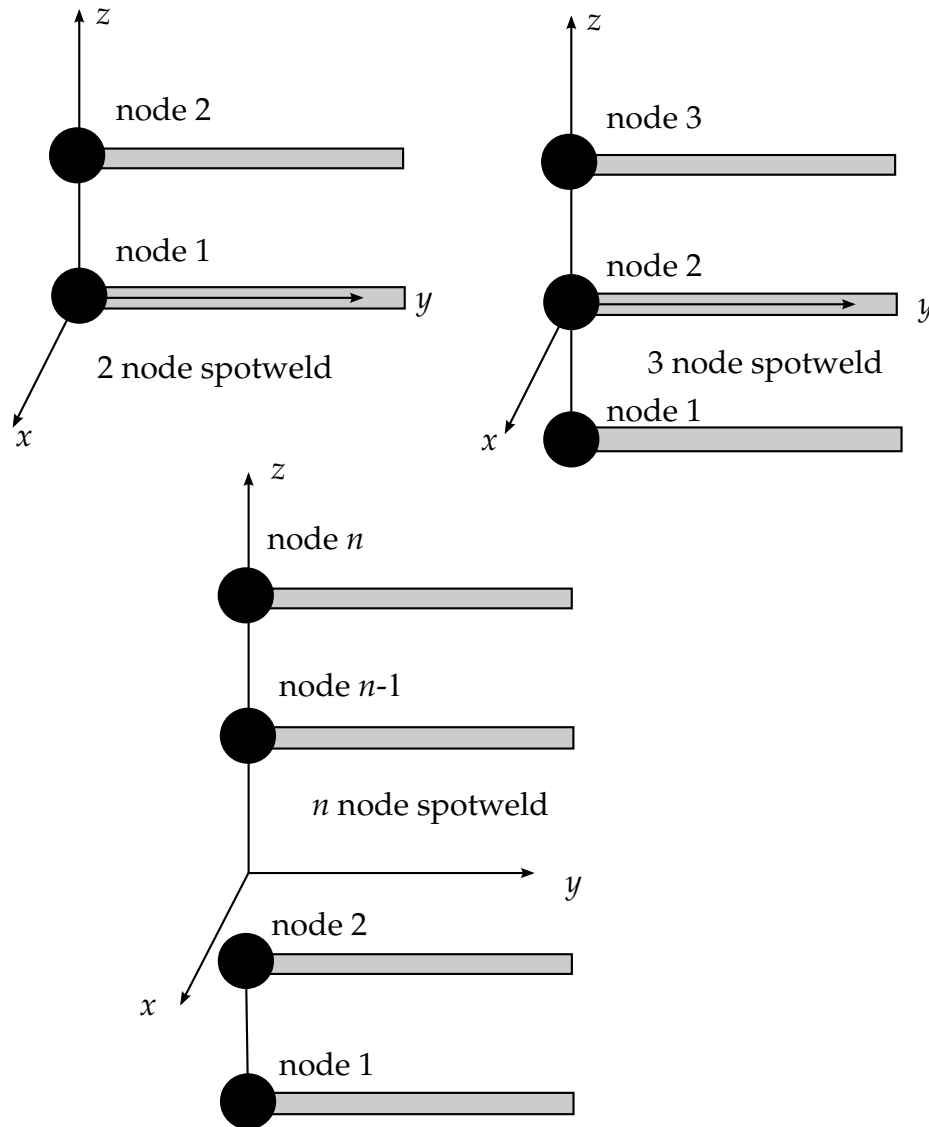 z
node 2
node 1
y
2 node spotweld
x
z
node 3
node 2
y
3 node spotweld
node 1
x
z
node n
node n-1
n node spotweld
y
node 2
x
node 1